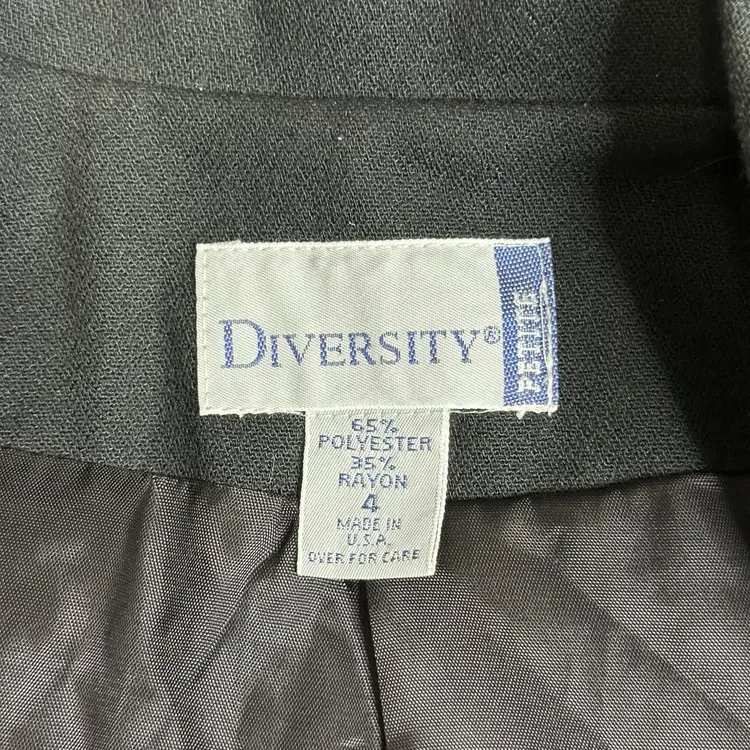 DIVERSITY®
PETITE
65%
POLYESTER
35%
RAYON
4
MADE IN
U.S.A.
OVER FOR CARE